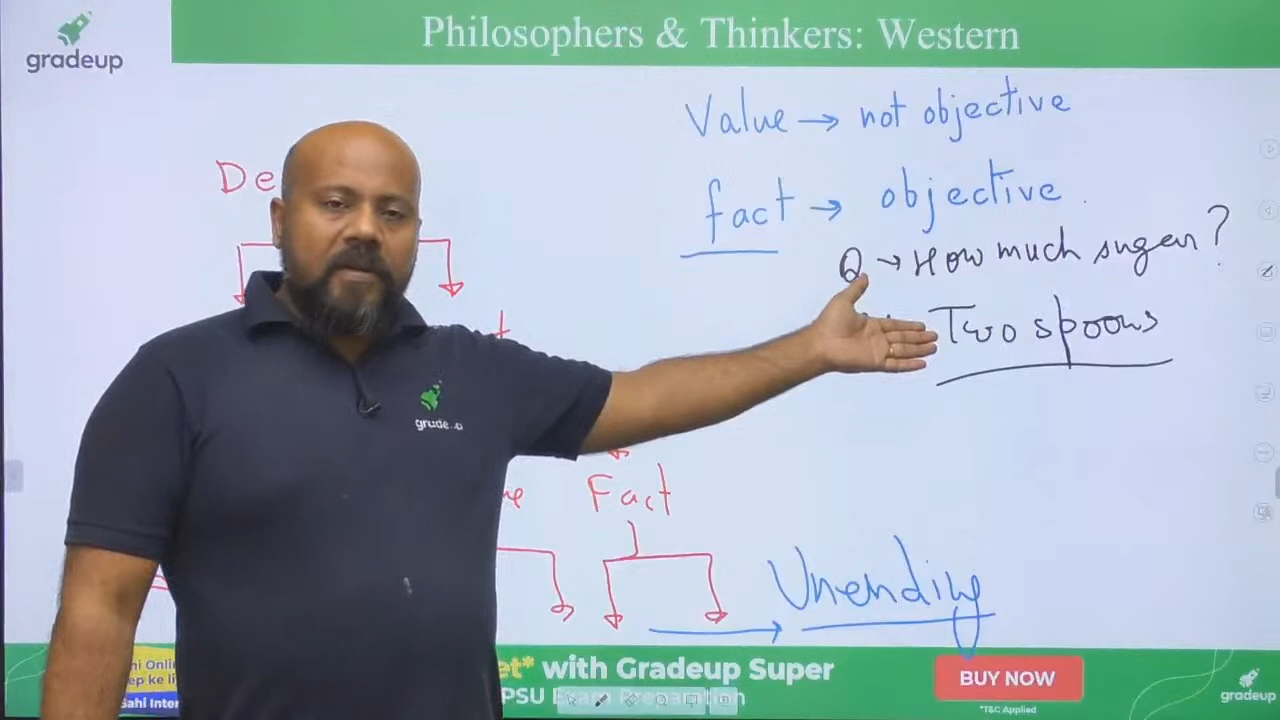 gradeup
Philosophers & Thinkers: Western
Value → not objective
fact → objective
Q → How much sugar?
Two spoons
De
Fact
Unending
gradeup
with Gradeup Super
BUY NOW
*T&C Applied
gradeup